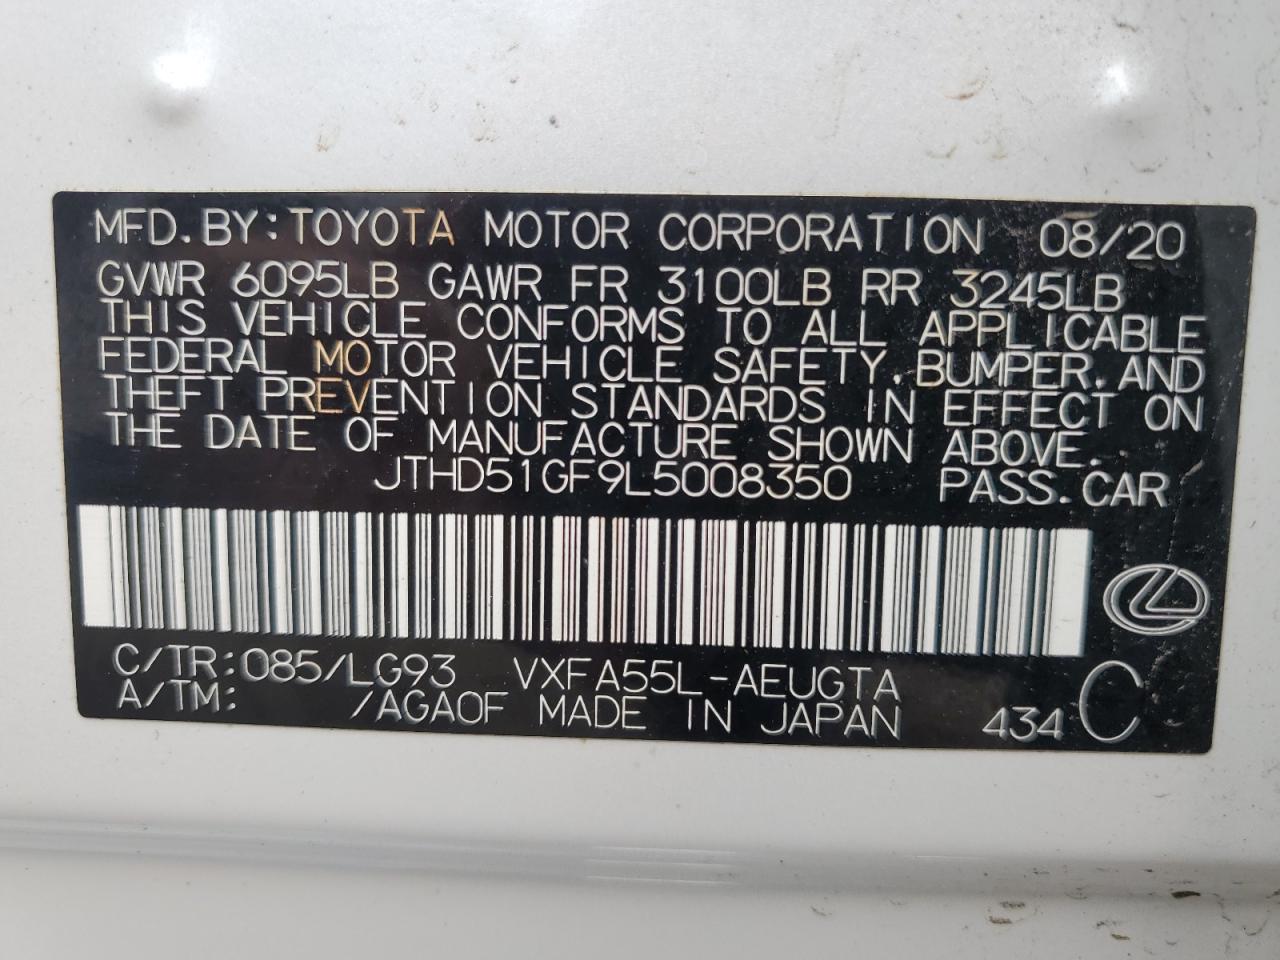 MFD.BY:TOYOTA MOTOR CORPORATION 08/20
GVWR 6095LB GAWR FR 3100LB RR 3245LB
THIS VEHICLE CONFORMS TO ALL APPLICABLE
FEDERAL MOTOR VEHICLE SAFETY,BUMPER,AND
THEFT PREVENTION STANDARDS IN EFFECT ON
THE DATE OF MANUFACTURE SHOWN ABOVE.
JTHD51GF9L5008350 PASS.CAR
C/TR:085/LG93 VXFA55L-AEUGTA
A/TM: /AGA0F MADE IN JAPAN 434 C